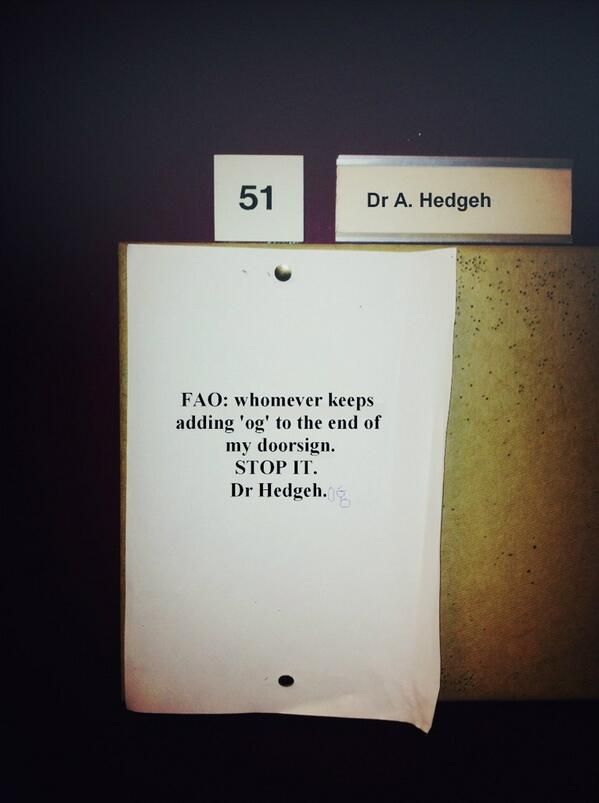 51
Dr A. Hedgeh
FAO: whomever keeps
adding 'og' to the end of
my doorsign.
STOP IT.
Dr Hedgeh.og